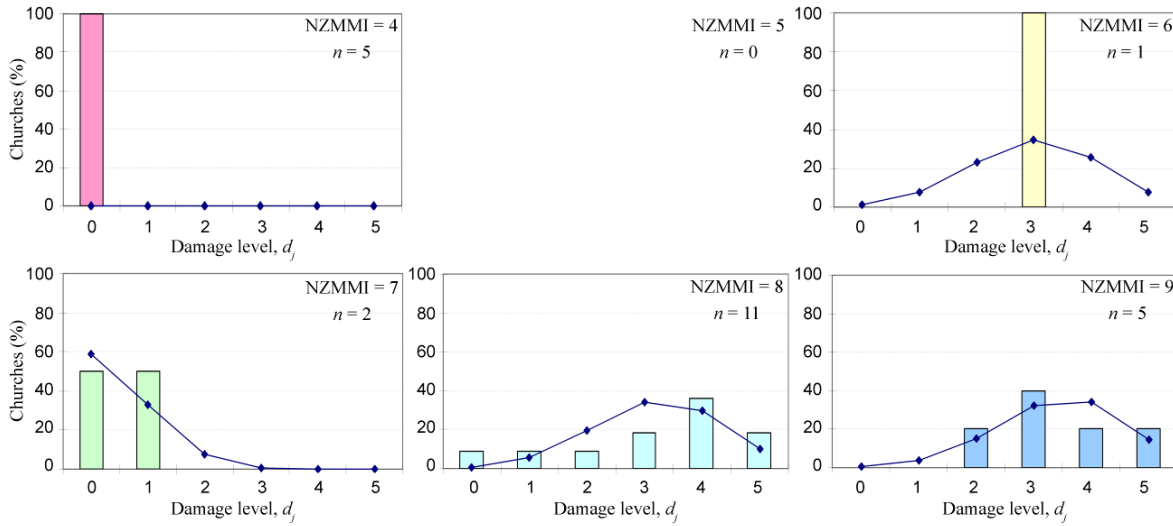 100
80
60
40
20
0
Churches (%)
NZMMI = 4
n = 5
0 1 2 3 4 5
Damage level, dj
NZMMI = 5
n = 0
100
80
60
40
20
0
NZMMI = 6
n = 1
0 1 2 3 4 5
Damage level, dj
100
80
60
40
20
0
Churches (%)
NZMMI = 7
n = 2
0 1 2 3 4 5
Damage level, dj
100
80
60
40
20
0
NZMMI = 8
n = 11
0 1 2 3 4 5
Damage level, dj
100
80
60
40
20
0
NZMMI = 9
n = 5
0 1 2 3 4 5
Damage level, dj